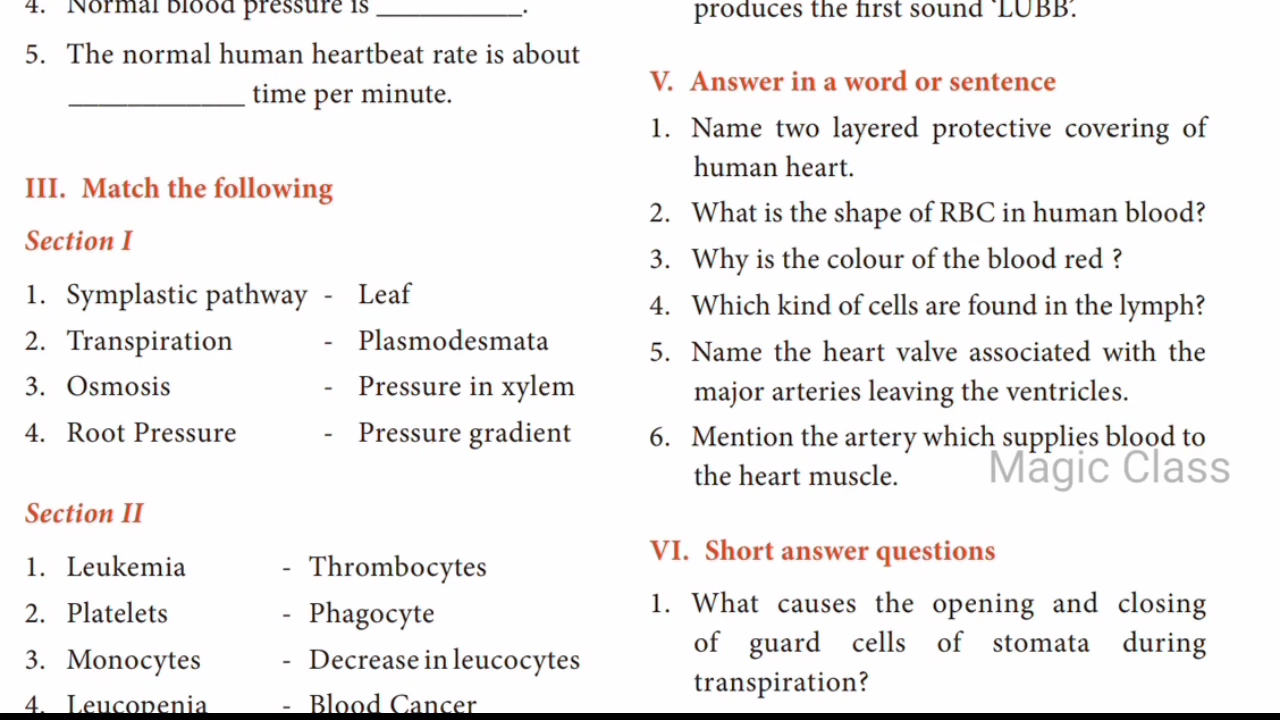 4. Normal blood pressure is __________.
5. The normal human heartbeat rate is about
____________ time per minute.
III. Match the following
Section I
1. Symplastic pathway - Leaf
2. Transpiration - Plasmodesmata
3. Osmosis - Pressure in xylem
4. Root Pressure - Pressure gradient
Section II
1. Leukemia - Thrombocytes
2. Platelets - Phagocyte
3. Monocytes - Decrease in leucocytes
4. Leucopenia - Blood Cancer
produces the first sound ‘LUBB’.
V. Answer in a word or sentence
1. Name two layered protective covering of
human heart.
2. What is the shape of RBC in human blood?
3. Why is the colour of the blood red ?
4. Which kind of cells are found in the lymph?
5. Name the heart valve associated with the
major arteries leaving the ventricles.
6. Mention the artery which supplies blood to
the heart muscle.
Magic Class
VI. Short answer questions
1. What causes the opening and closing
of guard cells of stomata during
transpiration?